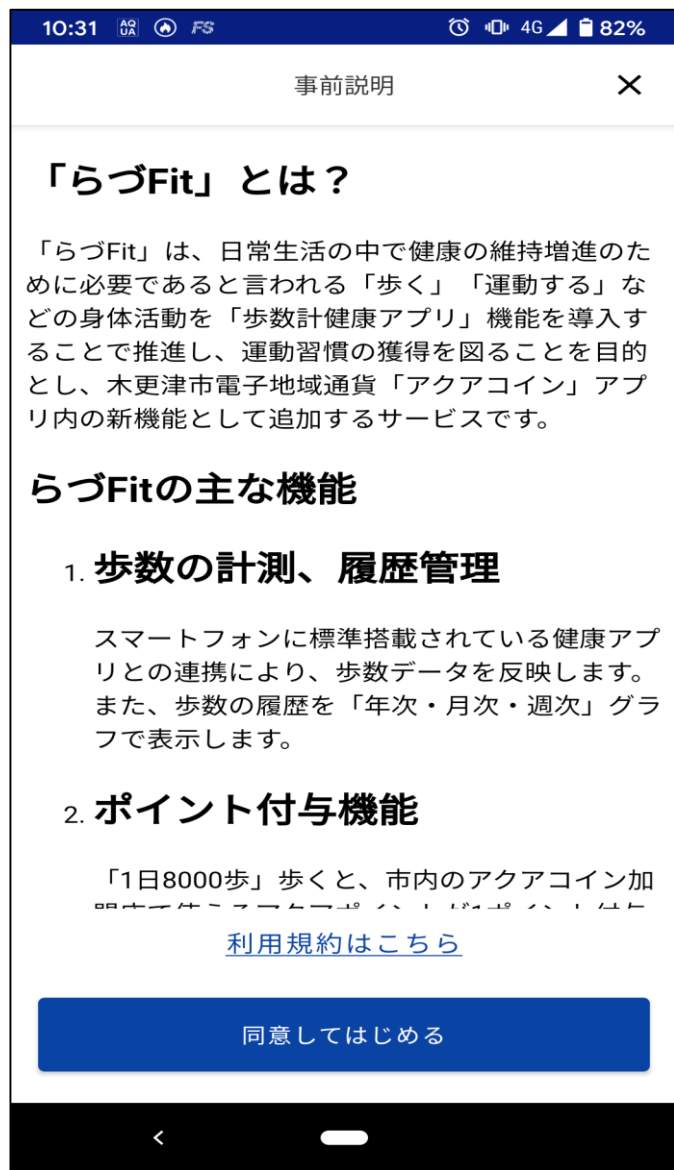 10:31 AQUA FS 4G 82%
事前説明
「らづFit」とは？
「らづFit」は、日常生活の中で健康の維持増進のた
めに必要であると言われる「歩く」「運動する」な
どの身体活動を「歩数計健康アプリ」機能を導入す
ることで推進し、運動習慣の獲得を図ることを目的
とし、木更津市電子地域通貨「アクアコイン」アプ
リ内の新機能として追加するサービスです。
らづFitの主な機能
1. 歩数の計測、履歴管理
スマートフォンに標準搭載されている健康アプ
リとの連携により、歩数データを反映します。
また、歩数の履歴を「年次・月次・週次」グラ
フで表示します。
2. ポイント付与機能
「1日8000歩」歩くと、市内のアクアコイン加
利用規約はこちら
同意してはじめる